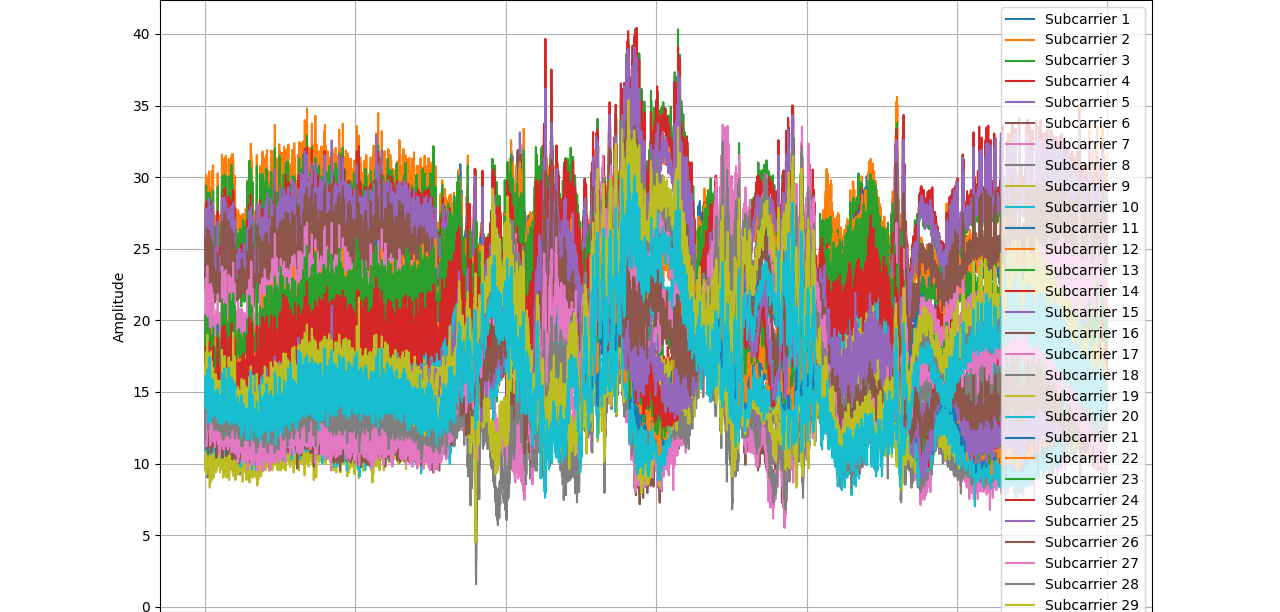 40
35
30
25
20
15
10
5
0
Amplitude
Subcarrier 1
Subcarrier 2
Subcarrier 3
Subcarrier 4
Subcarrier 5
Subcarrier 6
Subcarrier 7
Subcarrier 8
Subcarrier 9
Subcarrier 10
Subcarrier 11
Subcarrier 12
Subcarrier 13
Subcarrier 14
Subcarrier 15
Subcarrier 16
Subcarrier 17
Subcarrier 18
Subcarrier 19
Subcarrier 20
Subcarrier 21
Subcarrier 22
Subcarrier 23
Subcarrier 24
Subcarrier 25
Subcarrier 26
Subcarrier 27
Subcarrier 28
Subcarrier 29